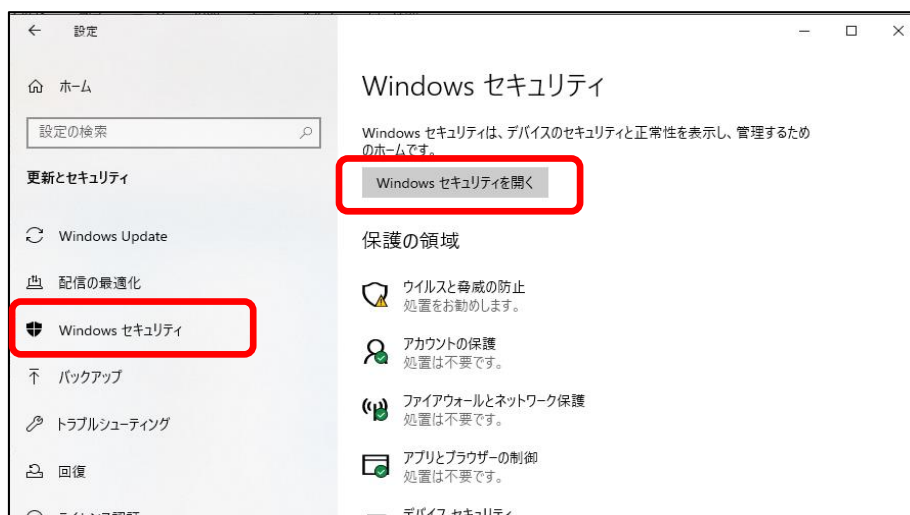 設定
ホーム
設定の検索
更新とセキュリティ
Windows Update
配信の最適化
Windows セキュリティ
バックアップ
トラブルシューティング
回復
Windows セキュリティ
Windows セキュリティは、デバイスのセキュリティと正常性を表示し、管理するため
のホームです。
Windows セキュリティを開く
保護の領域
ウイルスと脅威の防止
処置をお勧めします。
アカウントの保護
処置は不要です。
ファイアウォールとネットワーク保護
処置は不要です。
アプリとブラウザーの制御
処置は不要です。
デバイス セキュリティ